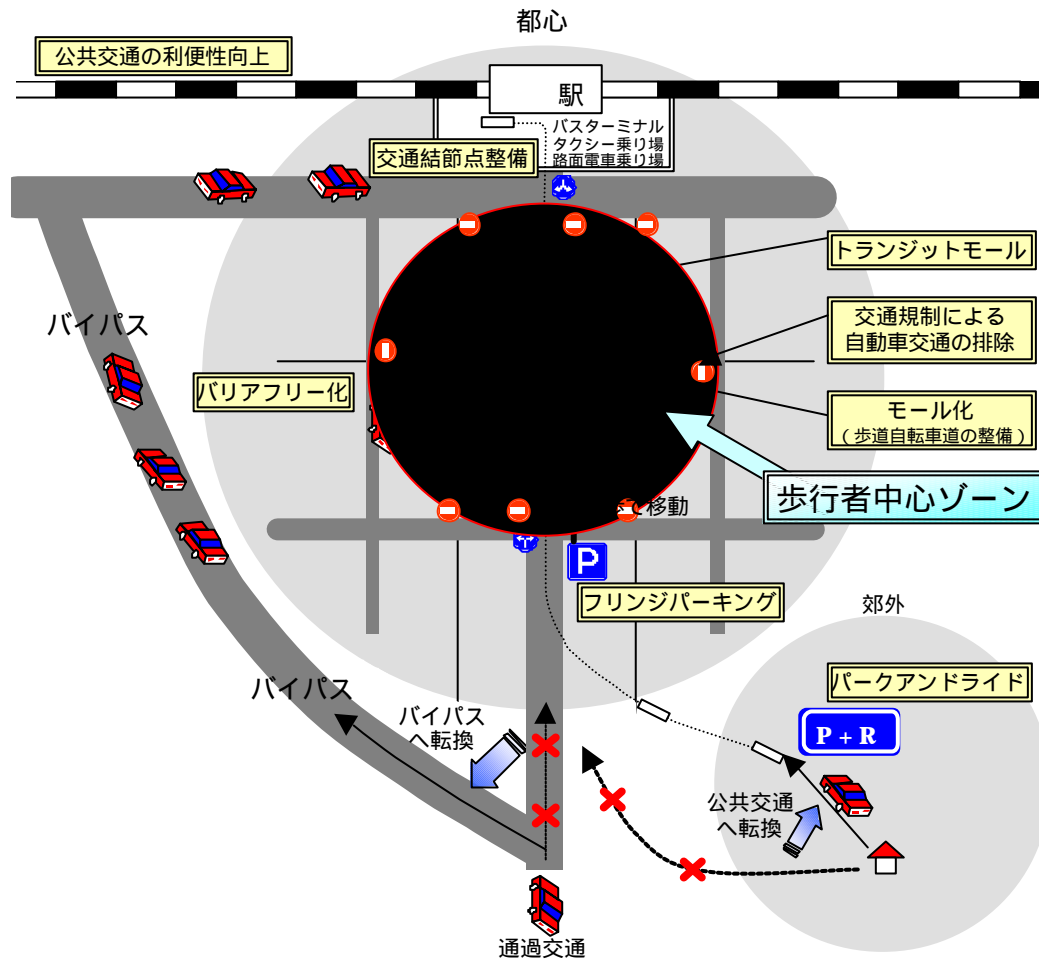 都心
公共交通の利便性向上
駅
バスターミナル
タクシー乗り場
路面電車乗り場
交通結節点整備
トランジットモール
バイパス
交通規制による
自動車交通の排除
バリアフリー化
モール化
（歩道自転車道の整備）
歩行者中心ゾーン
で移動
P
フリンジパーキング
郊外
バイパス
パークアンドライド
バイパス
へ転換
P + R
公共交通
へ転換
通過交通